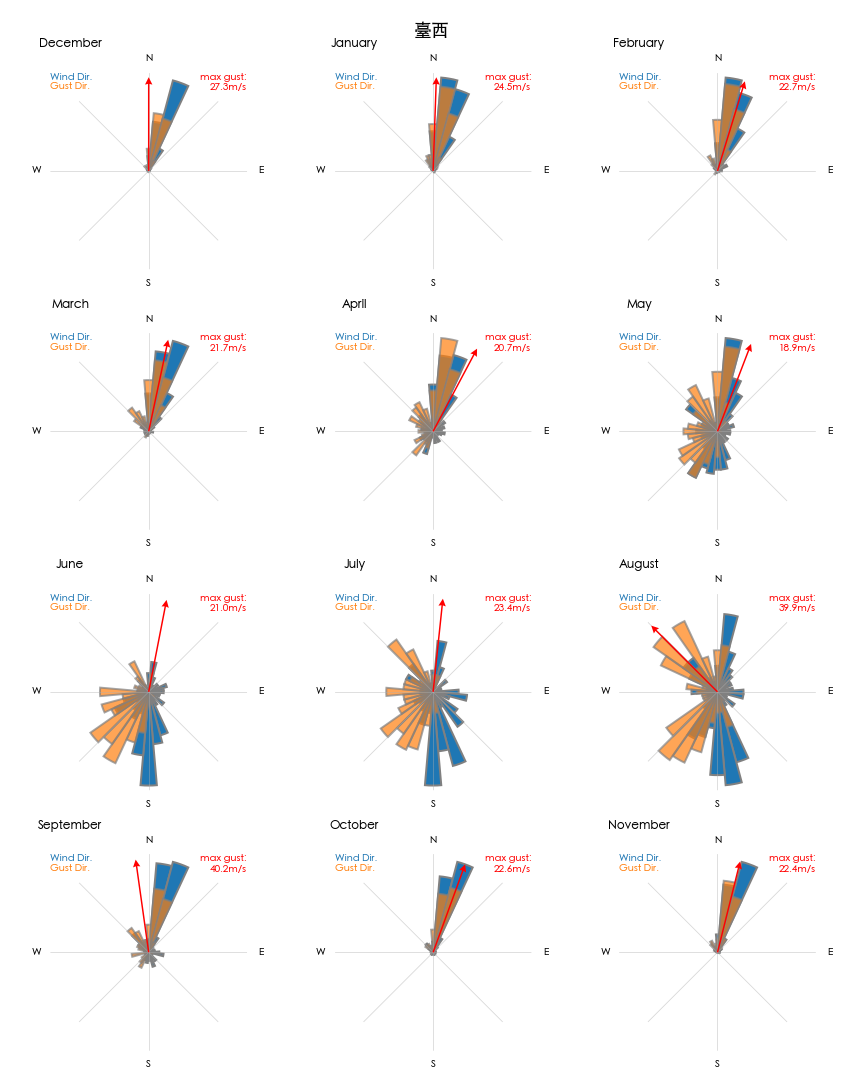 臺西
December
N
Wind Dir.
Gust Dir.
max gust:
27.3m/s
W
E
S
January
N
Wind Dir.
Gust Dir.
max gust:
24.5m/s
W
E
S
February
N
Wind Dir.
Gust Dir.
max gust:
22.7m/s
W
E
S
March
N
Wind Dir.
Gust Dir.
max gust:
21.7m/s
W
E
S
April
N
Wind Dir.
Gust Dir.
max gust:
20.7m/s
W
E
S
May
N
Wind Dir.
Gust Dir.
max gust:
18.9m/s
W
E
S
June
N
Wind Dir.
Gust Dir.
max gust:
21.0m/s
W
E
S
July
N
Wind Dir.
Gust Dir.
max gust:
23.4m/s
W
E
S
August
N
Wind Dir.
Gust Dir.
max gust:
39.9m/s
W
E
S
September
N
Wind Dir.
Gust Dir.
max gust:
40.2m/s
W
E
S
October
N
Wind Dir.
Gust Dir.
max gust:
22.6m/s
W
E
S
November
N
Wind Dir.
Gust Dir.
max gust:
22.4m/s
W
E
S